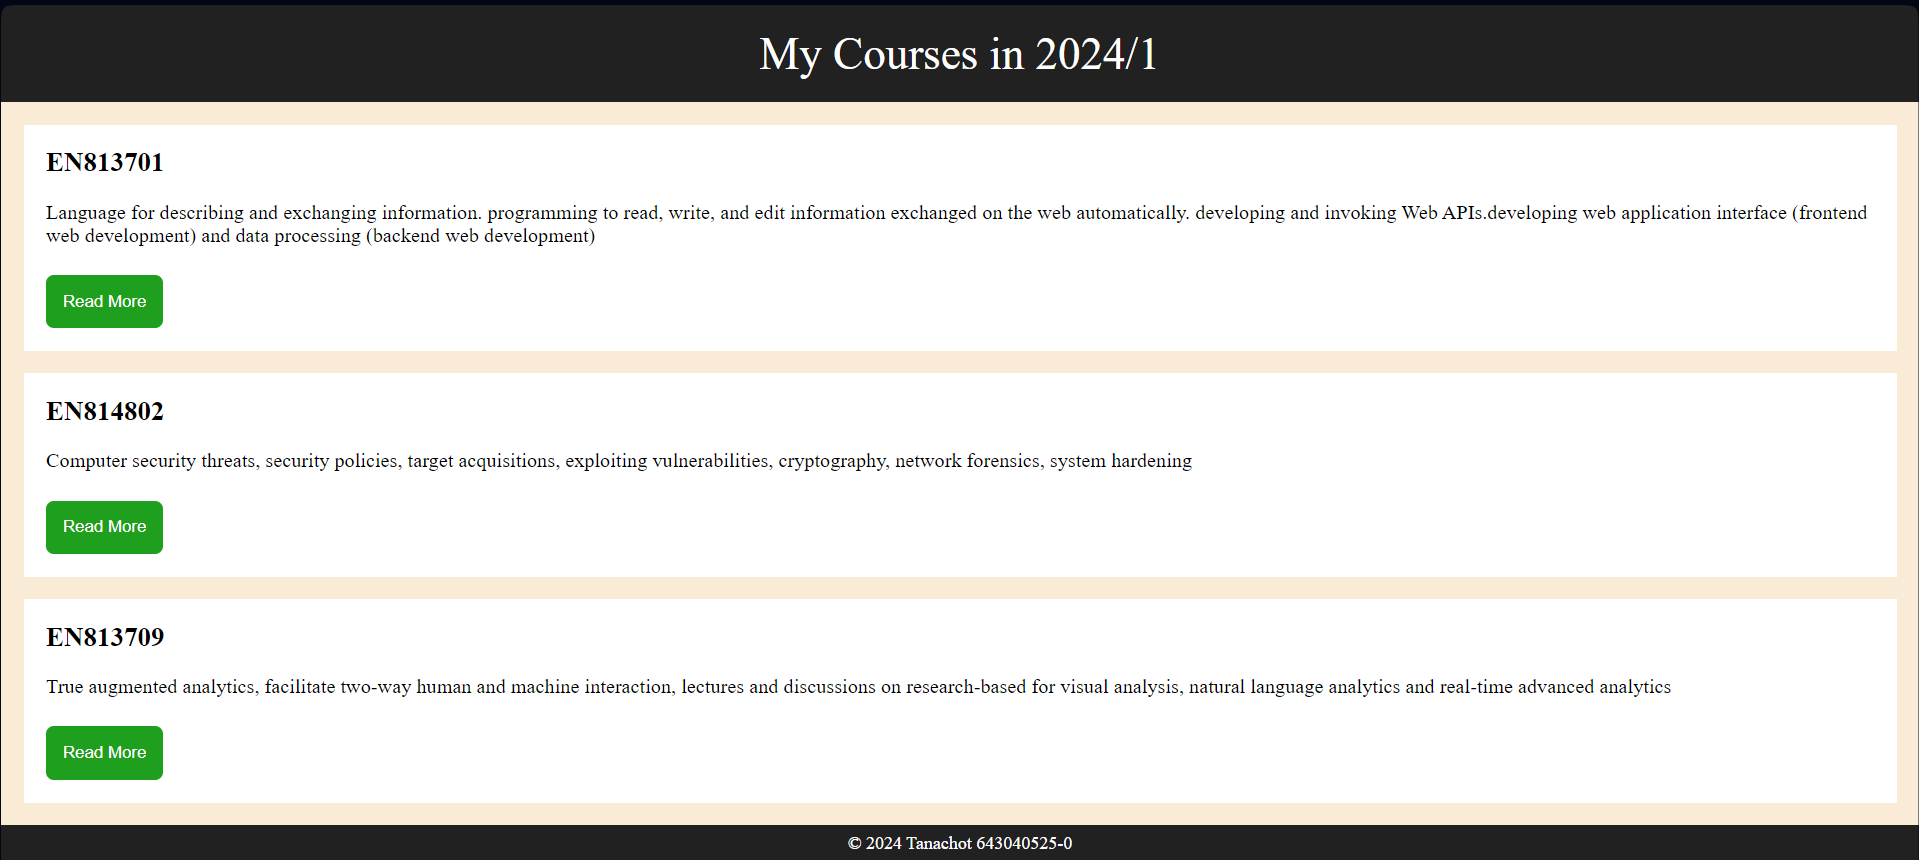 My Courses in 2024/1
EN813701
Language for describing and exchanging information. programming to read, write, and edit information exchanged on the web automatically. developing and invoking Web APIs.developing web application interface (frontend
web development) and data processing (backend web development)
Read More
EN814802
Computer security threats, security policies, target acquisitions, exploiting vulnerabilities, cryptography, network forensics, system hardening
Read More
EN813709
True augmented analytics, facilitate two-way human and machine interaction, lectures and discussions on research-based for visual analysis, natural language analytics and real-time advanced analytics
Read More
© 2024 Tanachot 643040525-0